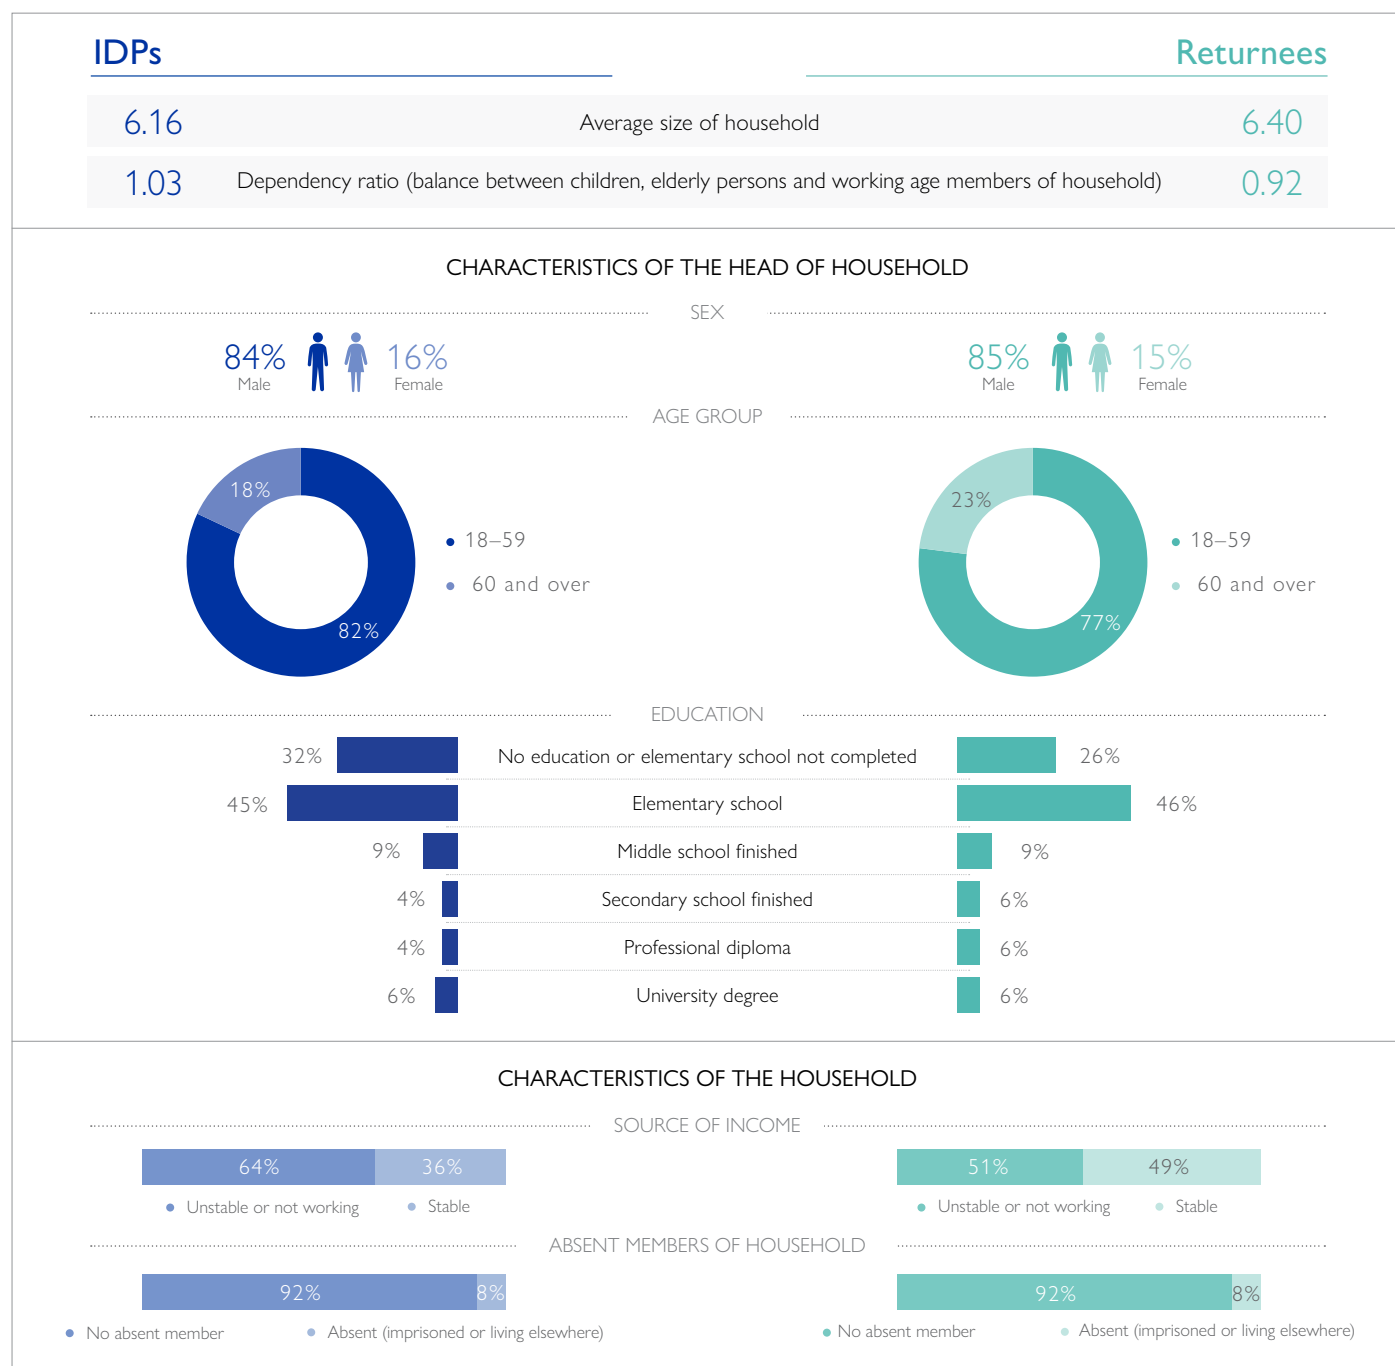 IDPs
Returnees
6.16 Average size of household 6.40
1.03 Dependency ratio (balance between children, elderly persons and working age members of household) 0.92
CHARACTERISTICS OF THE HEAD OF HOUSEHOLD
SEX
84% 16% 85% 15%
Male Female Male Female
AGE GROUP
18%
82%
18–59
60 and over
23%
77%
18–59
60 and over
EDUCATION
32% No education or elementary school not completed 26%
45% Elementary school 46%
9% Middle school finished 9%
4% Secondary school finished 6%
4% Professional diploma 6%
6% University degree 6%
CHARACTERISTICS OF THE HOUSEHOLD
SOURCE OF INCOME
64% 36% 51% 49%
Unstable or not working Stable Unstable or not working Stable
ABSENT MEMBERS OF HOUSEHOLD
92% 8% 92% 8%
No absent member Absent (imprisoned or living elsewhere) No absent member Absent (imprisoned or living elsewhere)